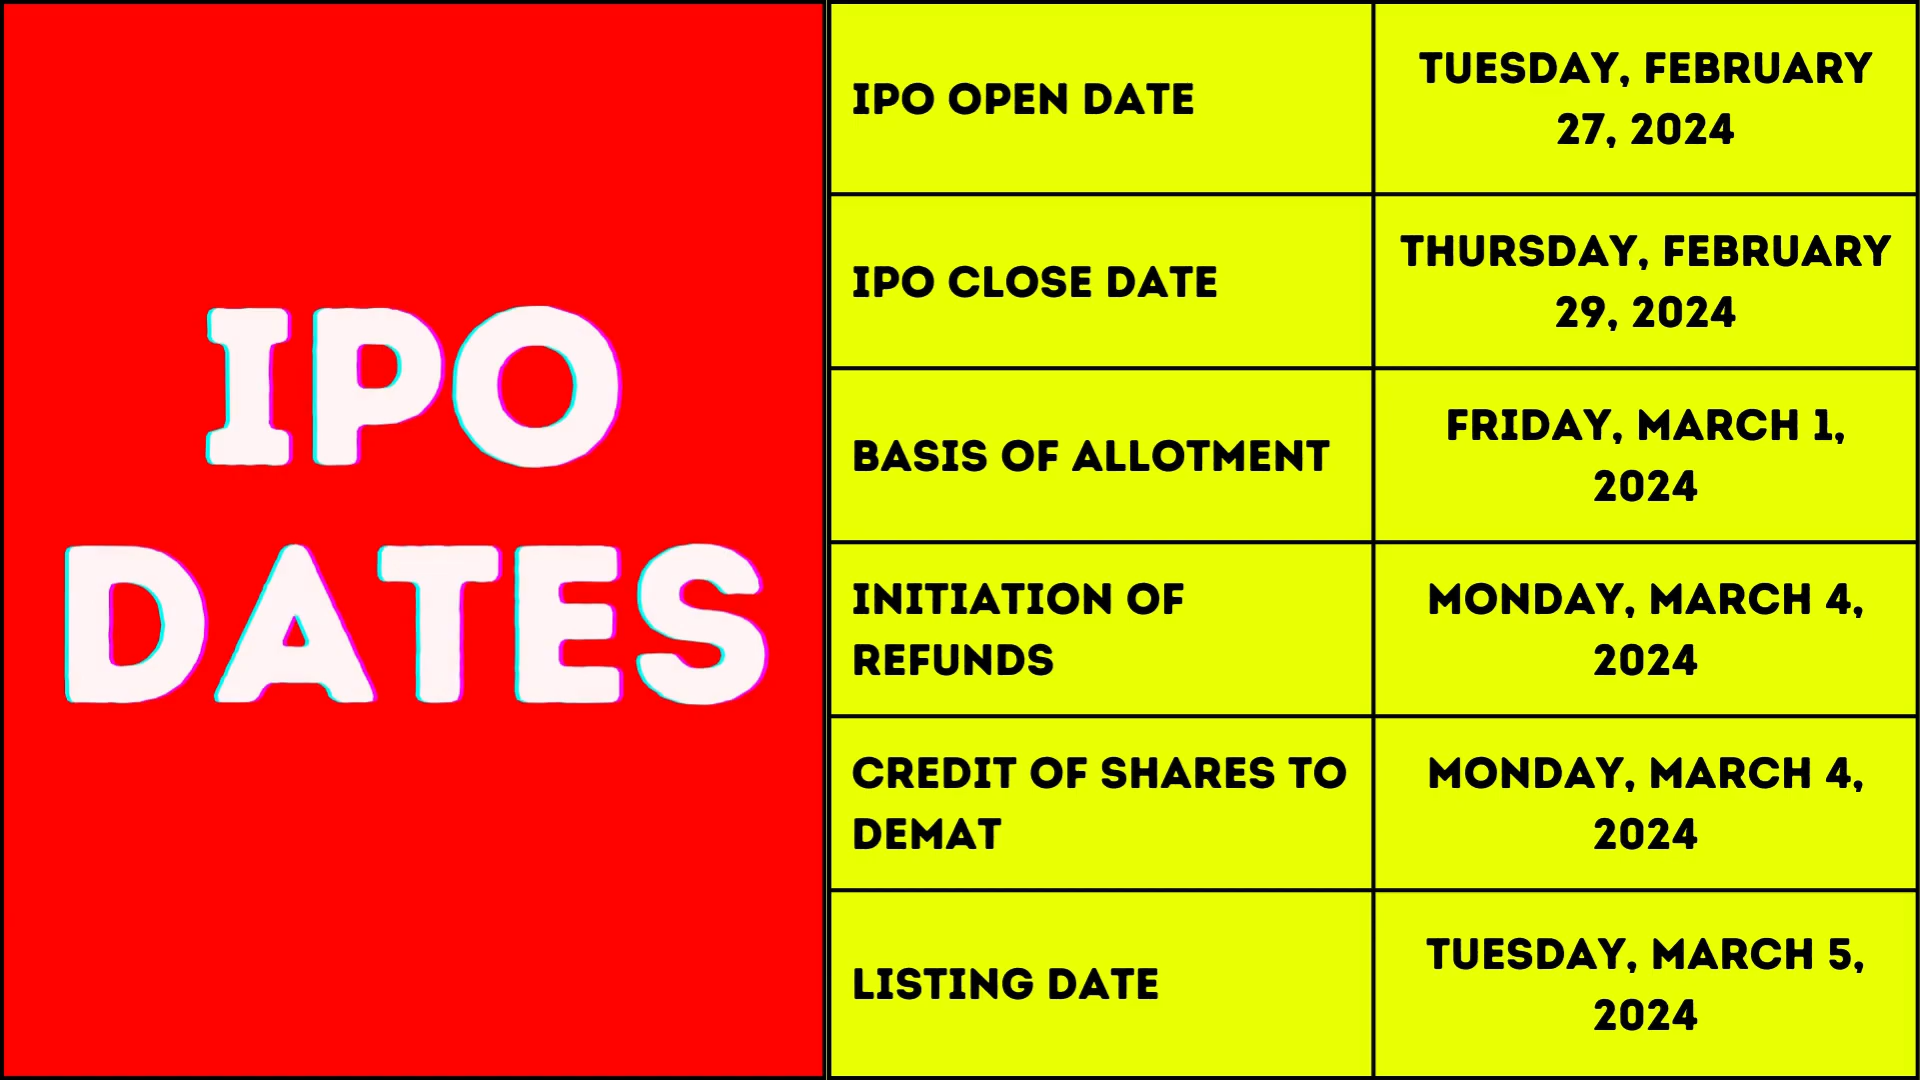 IPO
DATES
IPO OPEN DATE
TUESDAY, FEBRUARY
27, 2024
IPO CLOSE DATE
THURSDAY, FEBRUARY
29, 2024
BASIS OF ALLOTMENT
FRIDAY, MARCH 1,
2024
INITIATION OF
REFUNDS
MONDAY, MARCH 4,
2024
CREDIT OF SHARES TO
DEMAT
MONDAY, MARCH 4,
2024
LISTING DATE
TUESDAY, MARCH 5,
2024